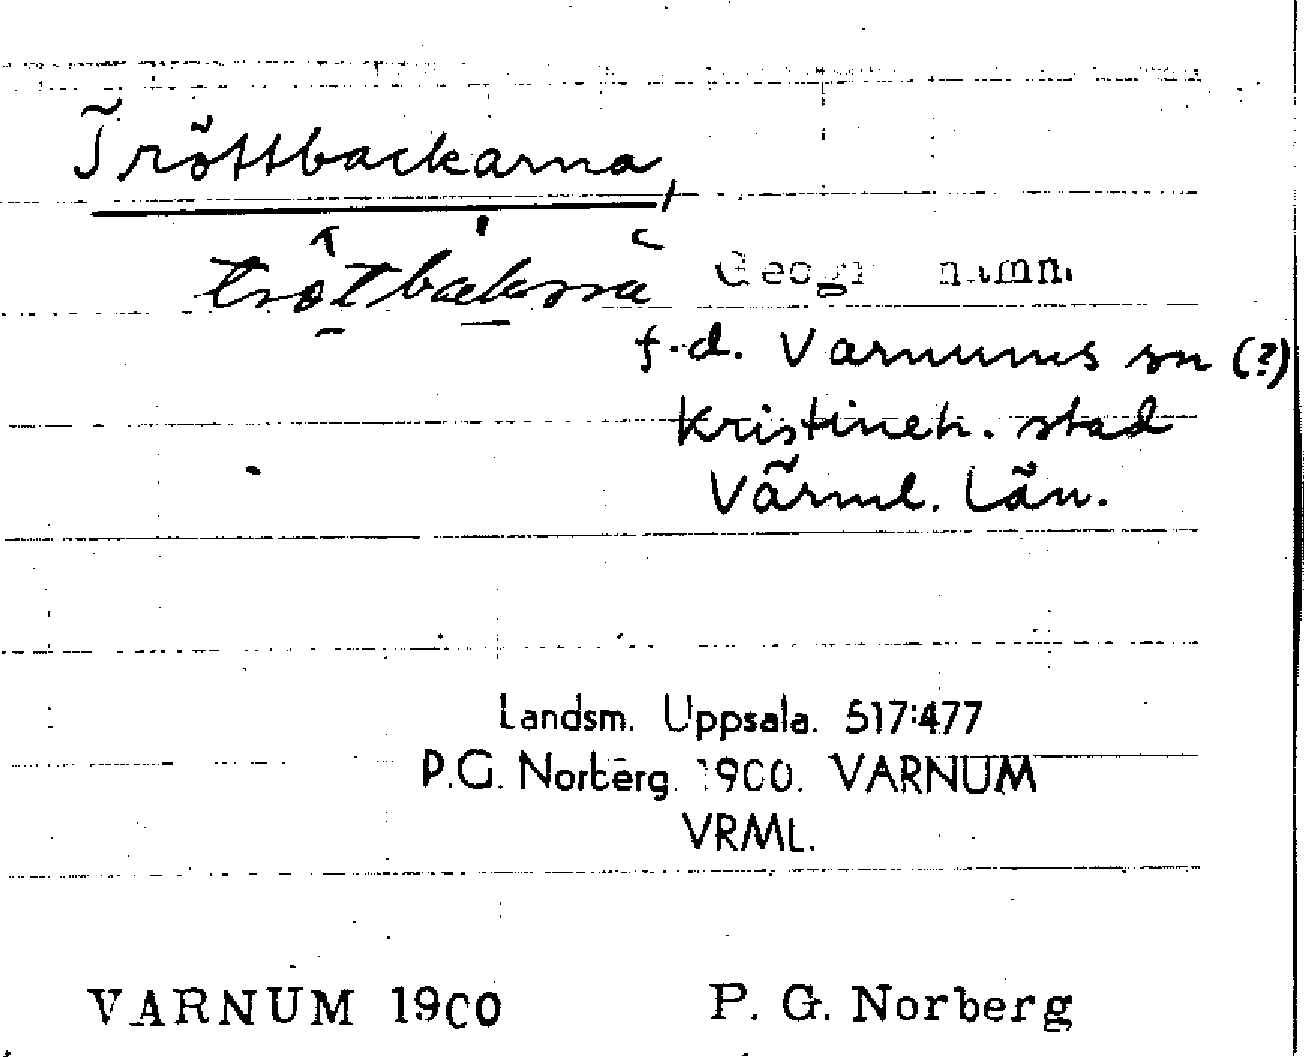 Tröttbackarna,
Geogr namn.
f.d. Varnums sn (?)
Kristineh. stad
Värml. Län.
Landsm. Uppsala. 517:477
P.G. Norberg. 1900. VARNUM
VRML.
VARNUM 1900 P. G. Norberg